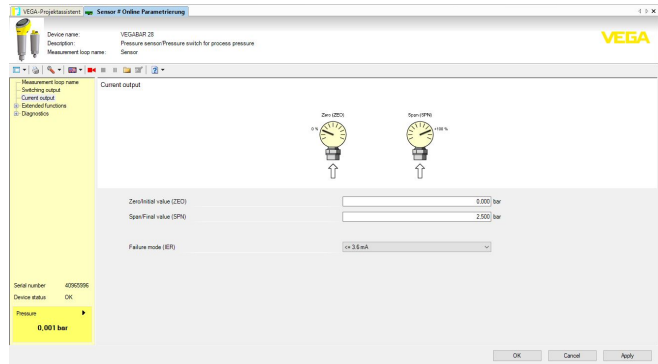 VEGA-Projektassistent
Sensor # Online Parametrierung
Device name: VEGABAR 28
Description: Pressure sensor/Pressure switch for process pressure
Measurement loop name: Sensor
VEGA
Measurement loop name
Switching output
Current output
Extended functions
Diagnostics
Current output
Zero (ZEO)
Span (SPN)
0 %
+100 %
Zero/Initial value (ZEO) 0,000 bar
Span/Final value (SPN) 2,500 bar
Failure mode (IER) <= 3.6 mA
Serial number 40965996
Device status OK
Pressure
0,001 bar
OK
Cancel
Apply